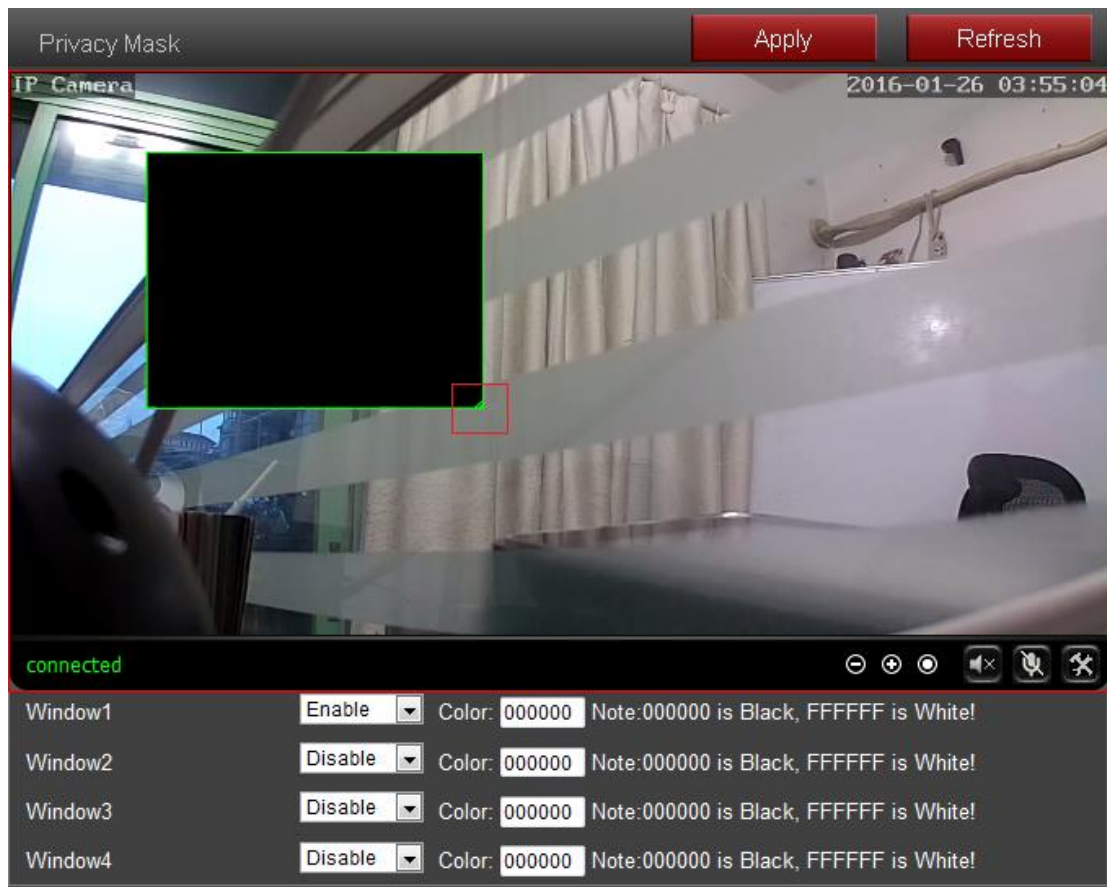 Privacy Mask Apply Refresh
IP Camera 2016-01-26 03:55:04
connected
Window1 Enable Color: 000000 Note:000000 is Black, FFFFFF is White!
Window2 Disable Color: 000000 Note:000000 is Black, FFFFFF is White!
Window3 Disable Color: 000000 Note:000000 is Black, FFFFFF is White!
Window4 Disable Color: 000000 Note:000000 is Black, FFFFFF is White!